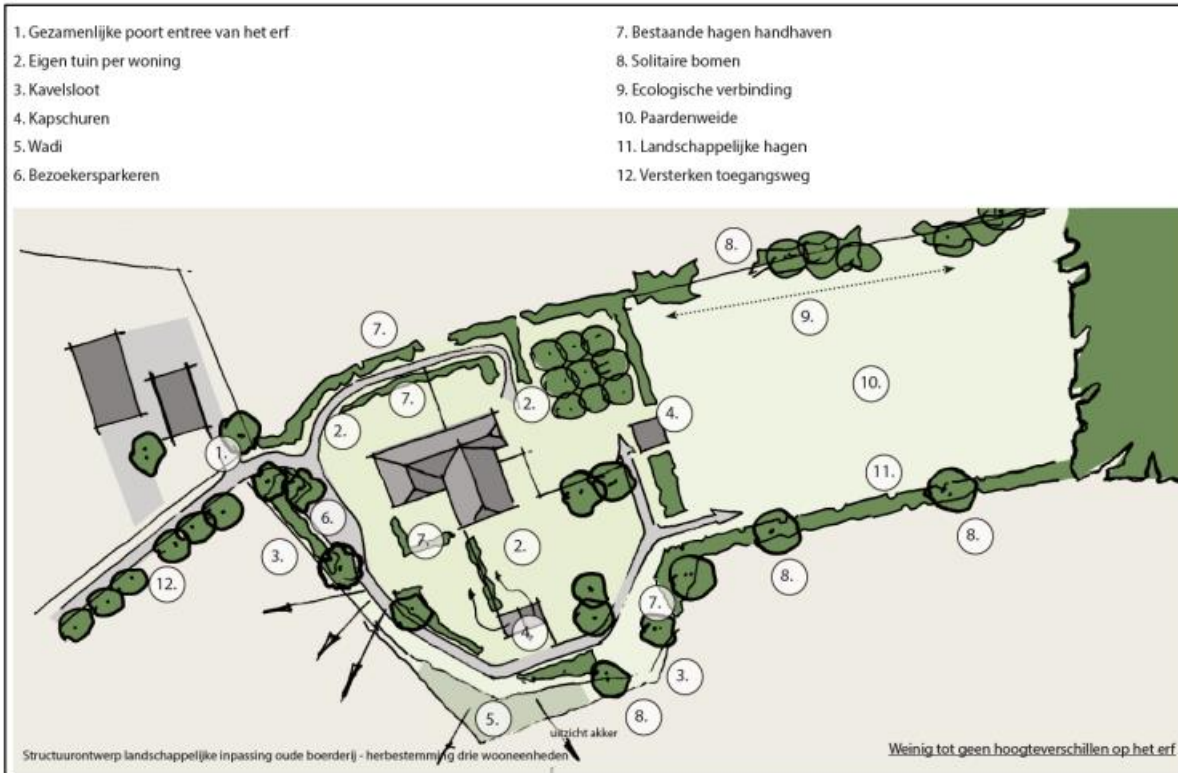 1. Gezamenlijke poort entree van het erf
2. Eigen tuin per woning
3. Kavelsloot
4. Kapschuren
5. Wadi
6. Bezoekersparkeren
7. Bestaande hagen handhaven
8. Solitaire bomen
9. Ecologische verbinding
10. Paardenweide
11. Landschappelijke hagen
12. Versterken toegangsweg
8.
9.
7.
10.
7.
2.
4.
2.
1.
11.
6.
8.
7.
2.
3.
8.
12.
7.
4.
3.
5.
8.
uitzicht akker
Structuurontwerp landschappelijke inpassing oude boerderij - herbestemming drie wooneenheden
Weinig tot geen hoogteverschillen op het erf